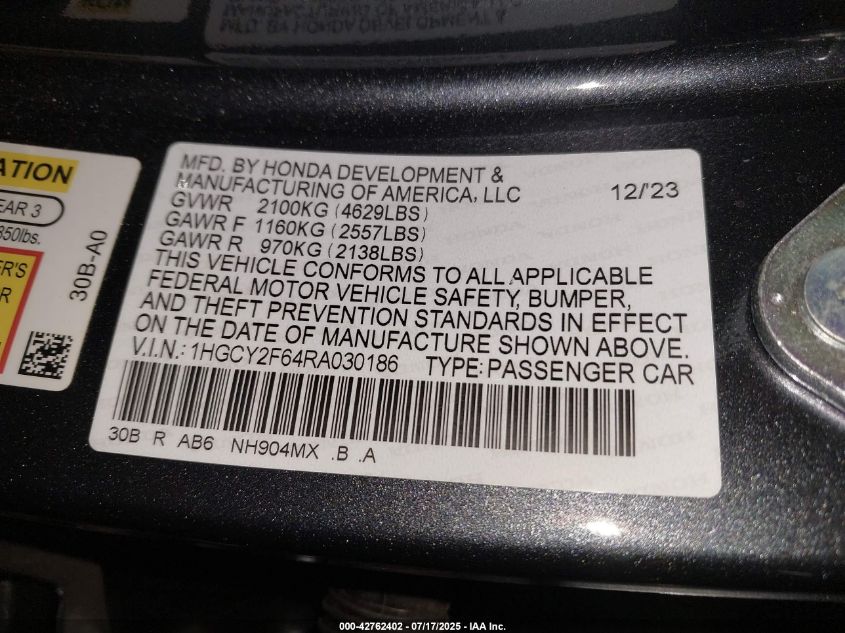 MFD. BY HONDA DEVELOPMENT &
MANUFACTURING OF AMERICA, LLC 12/'23
GVWR 2100KG (4629LBS)
GAWR F 1160KG (2557LBS)
GAWR R 970KG (2138LBS)
THIS VEHICLE CONFORMS TO ALL APPLICABLE
FEDERAL MOTOR VEHICLE SAFETY, BUMPER,
AND THEFT PREVENTION STANDARDS IN EFFECT
ON THE DATE OF MANUFACTURE SHOWN ABOVE.
V.I.N.: 1HGCY2F64RA030186 TYPE: PASSENGER CAR
30B R AB6 NH904MX .B .A
EAR 3
850lbs.
ER'S
OR
30B-A0
000-42762402 - 07/17/2025 - IAA Inc.